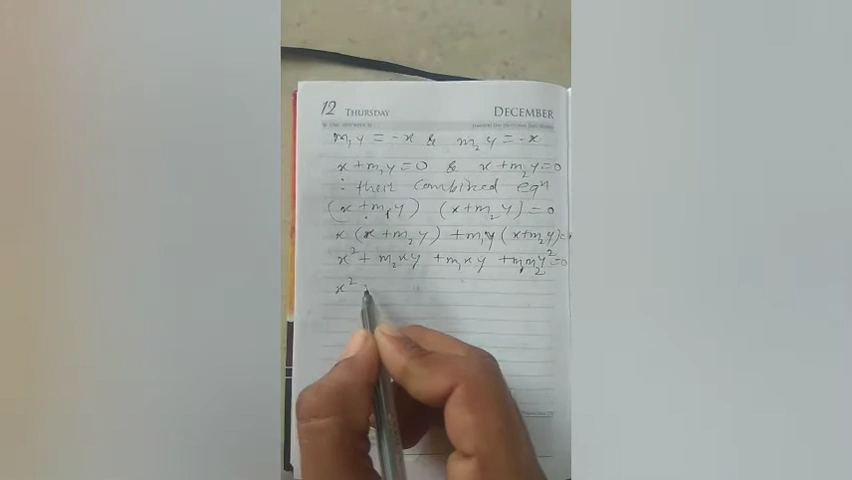 12 THURSDAY DECEMBER
m₁y = -x & m₂y = -x
x + m₁y = 0 & x + m₂y = 0
∴ their combined eqn
(x + m₁y) (x + m₂y) = 0
x (x + m₂y) + m₁y (x + m₂y) =
x² + m₂xy + m₁xy + m₁m₂y² = 0
x²